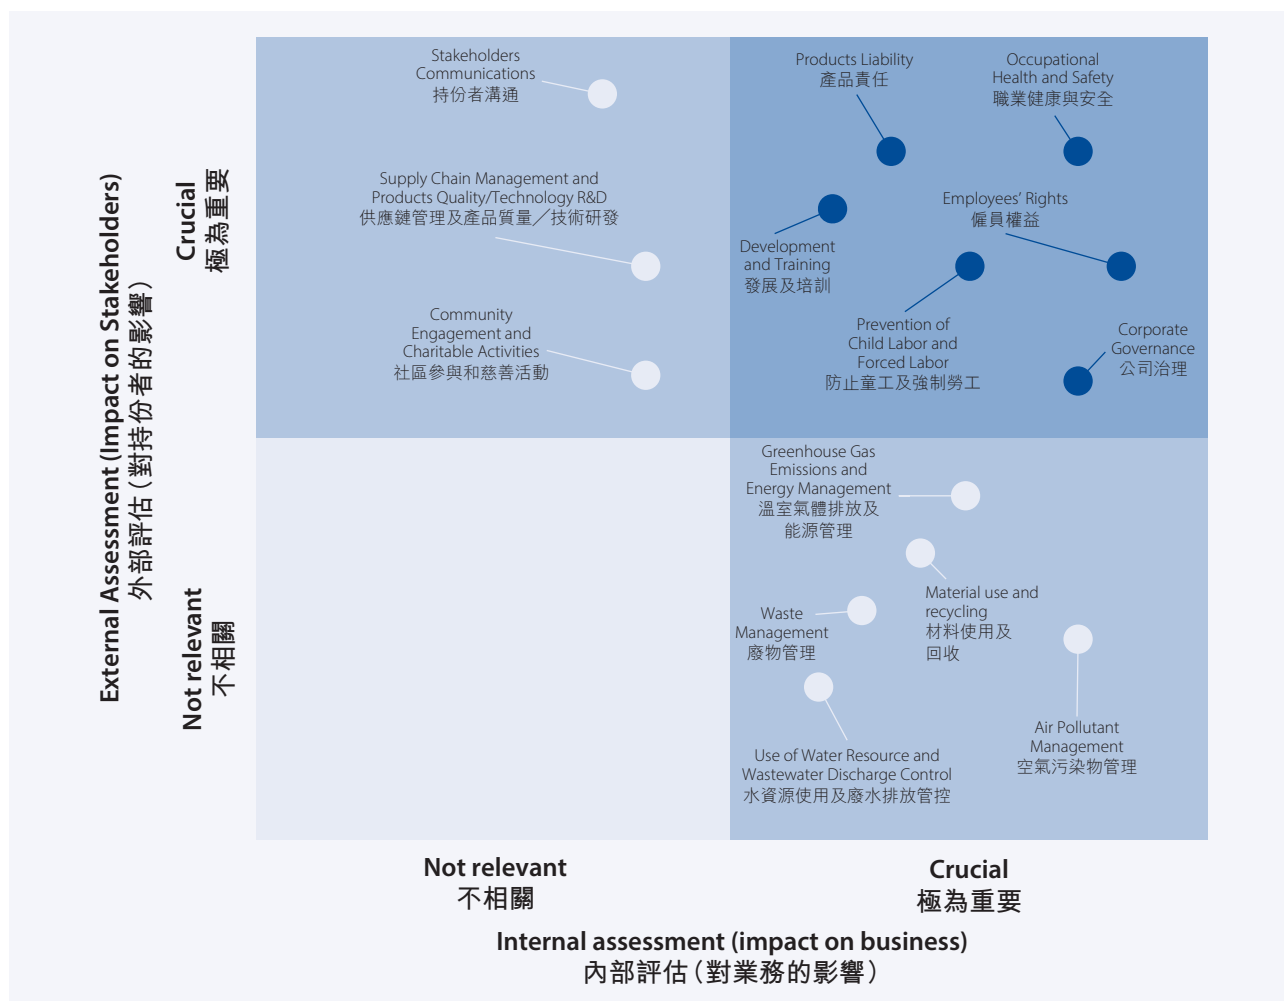 Stakeholders
Communications
持份者溝通
Products Liability
產品責任
Occupational
Health and Safety
職業健康與安全
Supply Chain Management and
Products Quality/Technology R&D
供應鏈管理及產品質量／技術研發
Employees’ Rights
僱員權益
Development
and Training
發展及培訓
Community
Engagement and
Charitable Activities
社區參與和慈善活動
Prevention of
Child Labor and
Forced Labor
防止童工及強制勞工
Corporate
Governance
公司治理
Greenhouse Gas
Emissions and
Energy Management
溫室氣體排放及
能源管理
Material use and
recycling
材料使用及
回收
Waste
Management
廢物管理
Air Pollutant
Management
空氣污染物管理
Use of Water Resource and
Wastewater Discharge Control
水資源使用及廢水排放管控
External Assessment (Impact on Stakeholders)
外部評估（對持份者的影響）
Crucial
極為重要
Not relevant
不相關
Not relevant
不相關
Crucial
極為重要
Internal assessment (impact on business)
內部評估（對業務的影響）